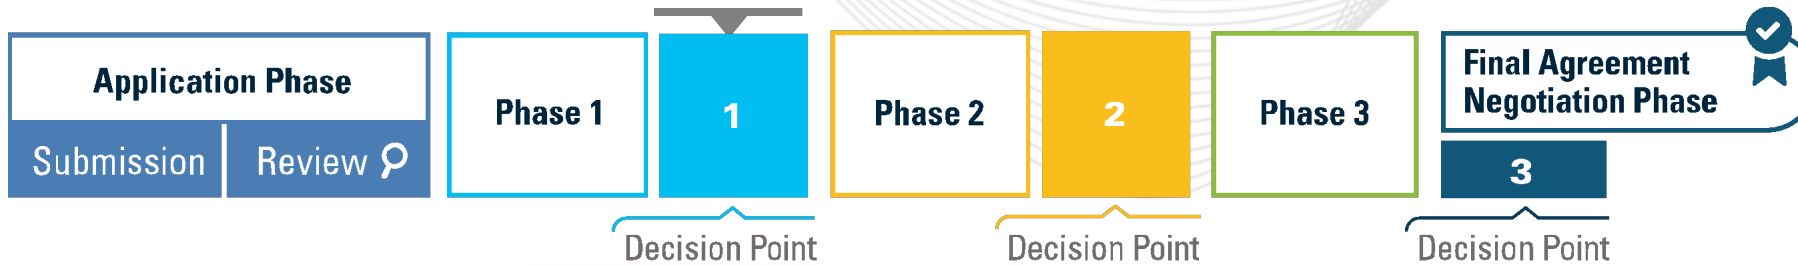 Application Phase
Submission
Review
Phase 1
1
Decision Point
Phase 2
2
Decision Point
Phase 3
Final Agreement
Negotiation Phase
3
Decision Point